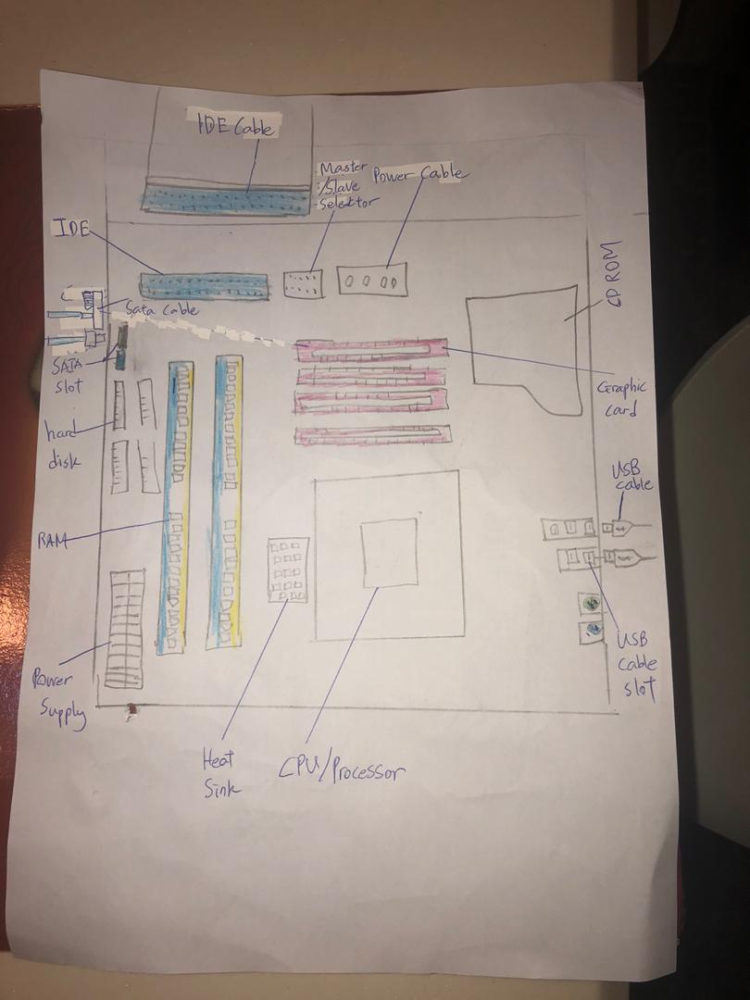 IDE Cable
Master
/Slave
Selektor
Power Cable
IDE
CD ROM
Sata Cable
SATA
slot
Graphic
card
hard
disk
USB
cable
RAM
USB
Cable
slot
Power
Supply
Heat
Sink
CPU/Processor